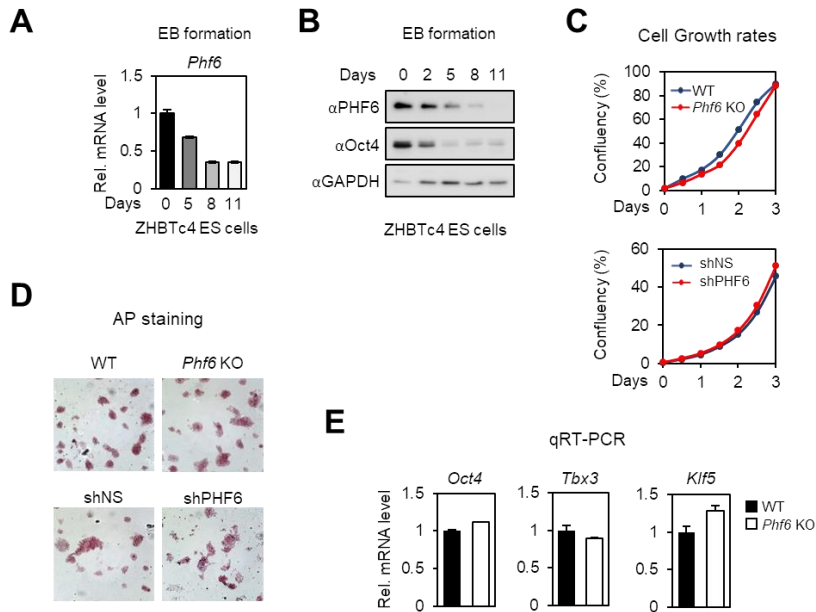 A
EB formation
Phf6
Rel. mRNA level
1.5
1
0.5
0
Days 0 5 8 11
ZHBTc4 ES cells
B
EB formation
Days 0 2 5 8 11
αPHF6
αOct4
αGAPDH
ZHBTc4 ES cells
C
Cell Growth rates
Confluency (%)
100
80
60
40
20
0
WT
Phf6 KO
0 1 2 3
Days
Confluency (%)
60
40
20
0
shNS
shPHF6
0 1 2 3
Days
D
AP staining
WT Phf6 KO
shNS shPHF6
E
qRT-PCR
Oct4 Tbx3 Klf5
Rel. mRNA level
1.5
1
0.5
0
1.5
1
0.5
0
1.5
1
0.5
0
WT
Phf6 KO